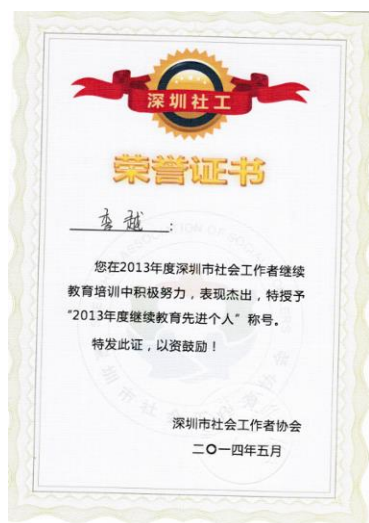 深圳社工
荣誉证书
李越：
您在2013年度深圳市社会工作者继续
教育培训中积极努力，表现杰出，特授予
“2013年度继续教育先进个人”称号。
特发此证，以资鼓励！
深圳市社会工作者协会
二〇一四年五月